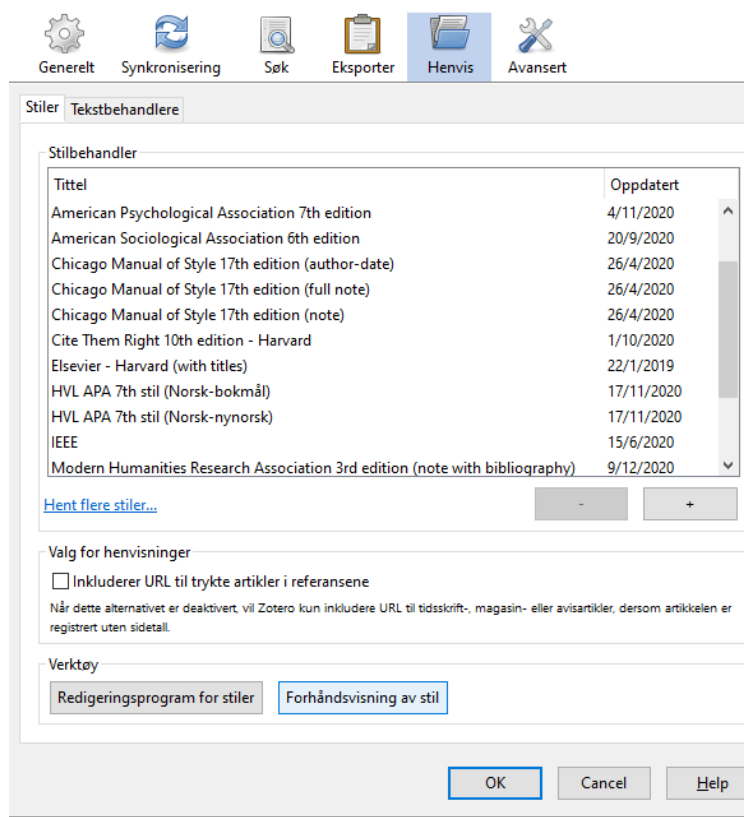 Generelt Synkronisering Søk Eksporter Henvis Avansert
Stiler Tekstbehandlere
Stilbehandler
Tittel Oppdatert
American Psychological Association 7th edition 4/11/2020
American Sociological Association 6th edition 20/9/2020
Chicago Manual of Style 17th edition (author-date) 26/4/2020
Chicago Manual of Style 17th edition (full note) 26/4/2020
Chicago Manual of Style 17th edition (note) 26/4/2020
Cite Them Right 10th edition - Harvard 1/10/2020
Elsevier - Harvard (with titles) 22/1/2019
HVL APA 7th stil (Norsk-bokmål) 17/11/2020
HVL APA 7th stil (Norsk-nynorsk) 17/11/2020
IEEE 15/6/2020
Modern Humanities Research Association 3rd edition (note with bibliography) 9/12/2020
Hent flere stiler... - +
Valg for henvisninger
Inkluderer URL til trykte artikler i referansene
Når dette alternativet er deaktivert, vil Zotero kun inkludere URL til tidsskrift-, magasin- eller avisartikler, dersom artikkelen er
registrert uten sidetall.
Verktøy
Redigeringsprogram for stiler Forhåndsvisning av stil
OK Cancel Help